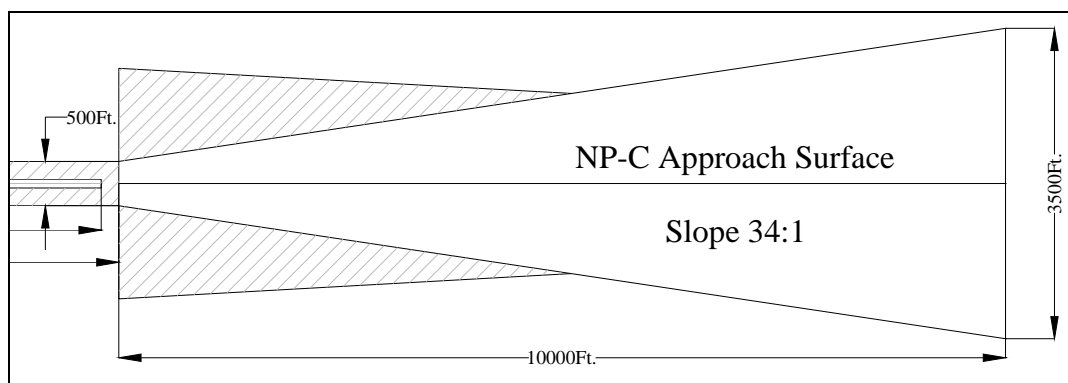 500Ft.
NP-C Approach Surface
3500Ft.
Slope 34:1
10000Ft.